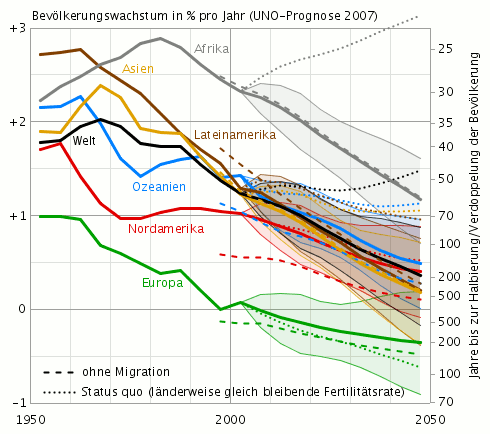 Bevölkerungswachstum in % pro Jahr (UNO-Prognose 2007)
+3
+2
+1
0
-1
1950
2000
2050
25
30
35
40
50
70
100
200
500
500
200
100
70
Jahre bis zur Halbierung/Verdoppelung der Bevölkerung
Afrika
Asien
Lateinamerika
Welt
Ozeanien
Nordamerika
Europa
ohne Migration
Status quo (länderweise gleich bleibende Fertilitätsrate)